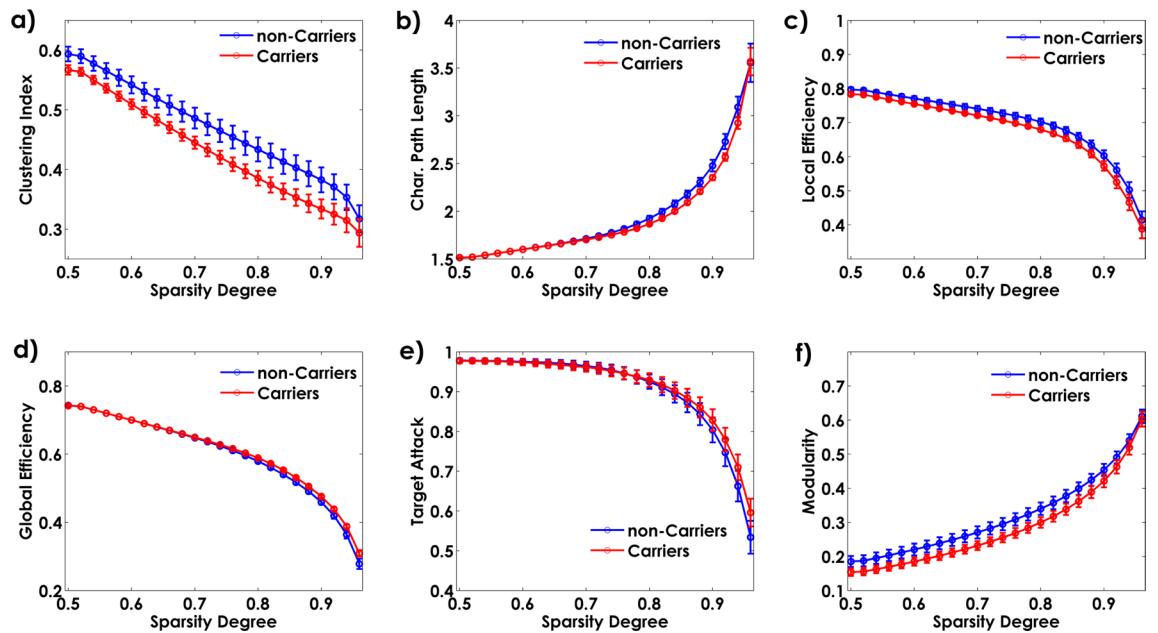 a)
0.6
0.5
0.4
0.3
Clustering Index
non-Carriers
Carriers
0.5 0.6 0.7 0.8 0.9
Sparsity Degree
b)
4
3.5
3
2.5
2
1.5
Char. Path Length
non-Carriers
Carriers
0.5 0.6 0.7 0.8 0.9
Sparsity Degree
c)
1
0.9
0.8
0.7
0.6
0.5
0.4
Local Efficiency
non-Carriers
Carriers
0.5 0.6 0.7 0.8 0.9
Sparsity Degree
d)
0.8
0.6
0.4
0.2
Global Efficiency
non-Carriers
Carriers
0.5 0.6 0.7 0.8 0.9
Sparsity Degree
e)
1
0.9
0.8
0.7
0.6
0.5
0.4
Target Attack
non-Carriers
Carriers
0.5 0.6 0.7 0.8 0.9
Sparsity Degree
f)
0.7
0.6
0.5
0.4
0.3
0.2
0.1
Modularity
non-Carriers
Carriers
0.5 0.6 0.7 0.8 0.9
Sparsity Degree